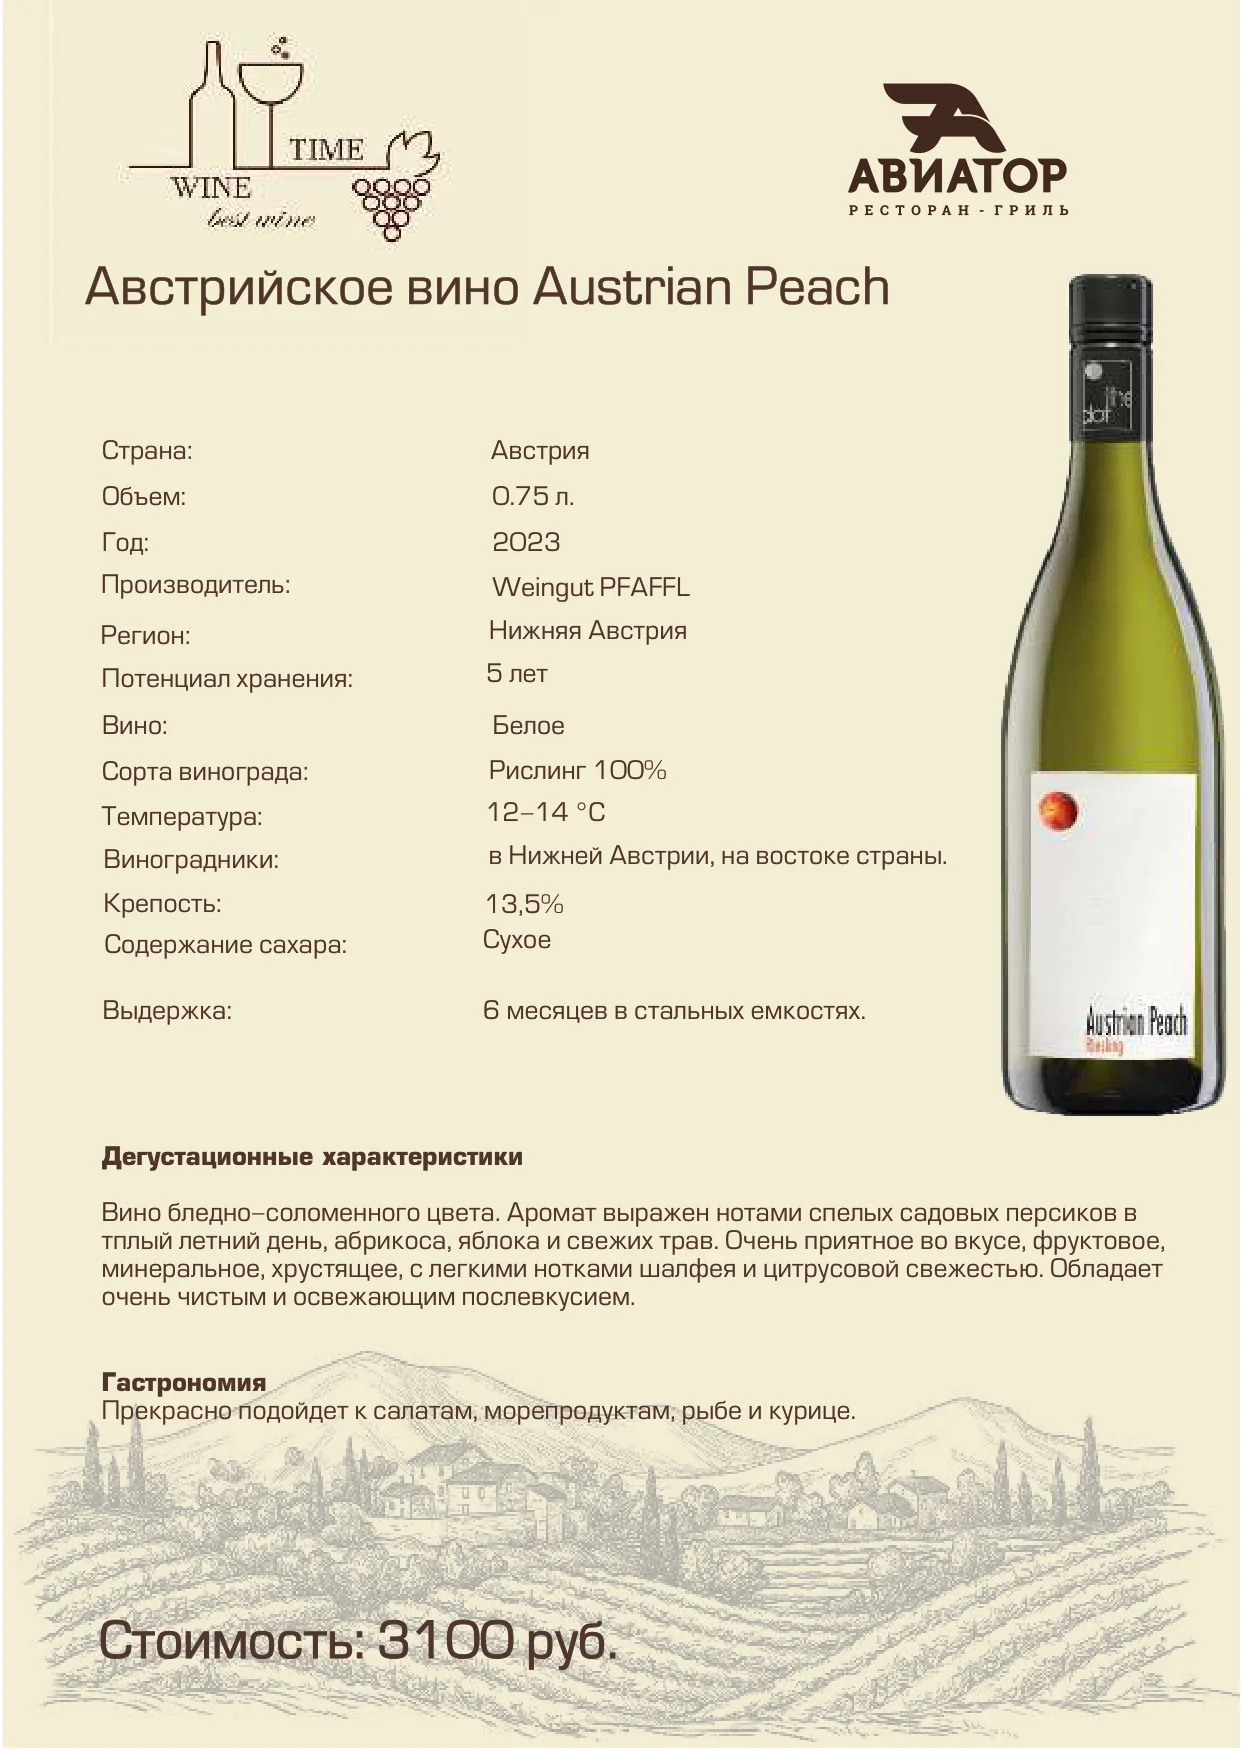 TIME
WINE
best wine
АВИАТОР
РЕСТОРАН - ГРИЛЬ
Австрийское вино Austrian Peach
the
dot
Страна: Австрия
Объем: 0.75 л.
Год: 2023
Производитель: Weingut PFAFFL
Регион: Нижняя Австрия
Потенциал хранения: 5 лет
Вино: Белое
Сорта винограда: Рислинг 100%
Температура: 12–14 °С
Виноградники: в Нижней Австрии, на востоке страны.
Крепость: 13,5%
Содержание сахара: Сухое
Выдержка: 6 месяцев в стальных емкостях.
Austrian Peach
Riesling
Дегустационные характеристики
Вино бледно–соломенного цвета. Аромат выражен нотами спелых садовых персиков в
тплый летний день, абрикоса, яблока и свежих трав. Очень приятное во вкусе, фруктовое,
минеральное, хрустящее, с легкими нотками шалфея и цитрусовой свежестью. Обладает
очень чистым и освежающим послевкусием.
Гастрономия
Прекрасно подойдет к салатам, морепродуктам, рыбе и курице.
Стоимость: 3100 руб.